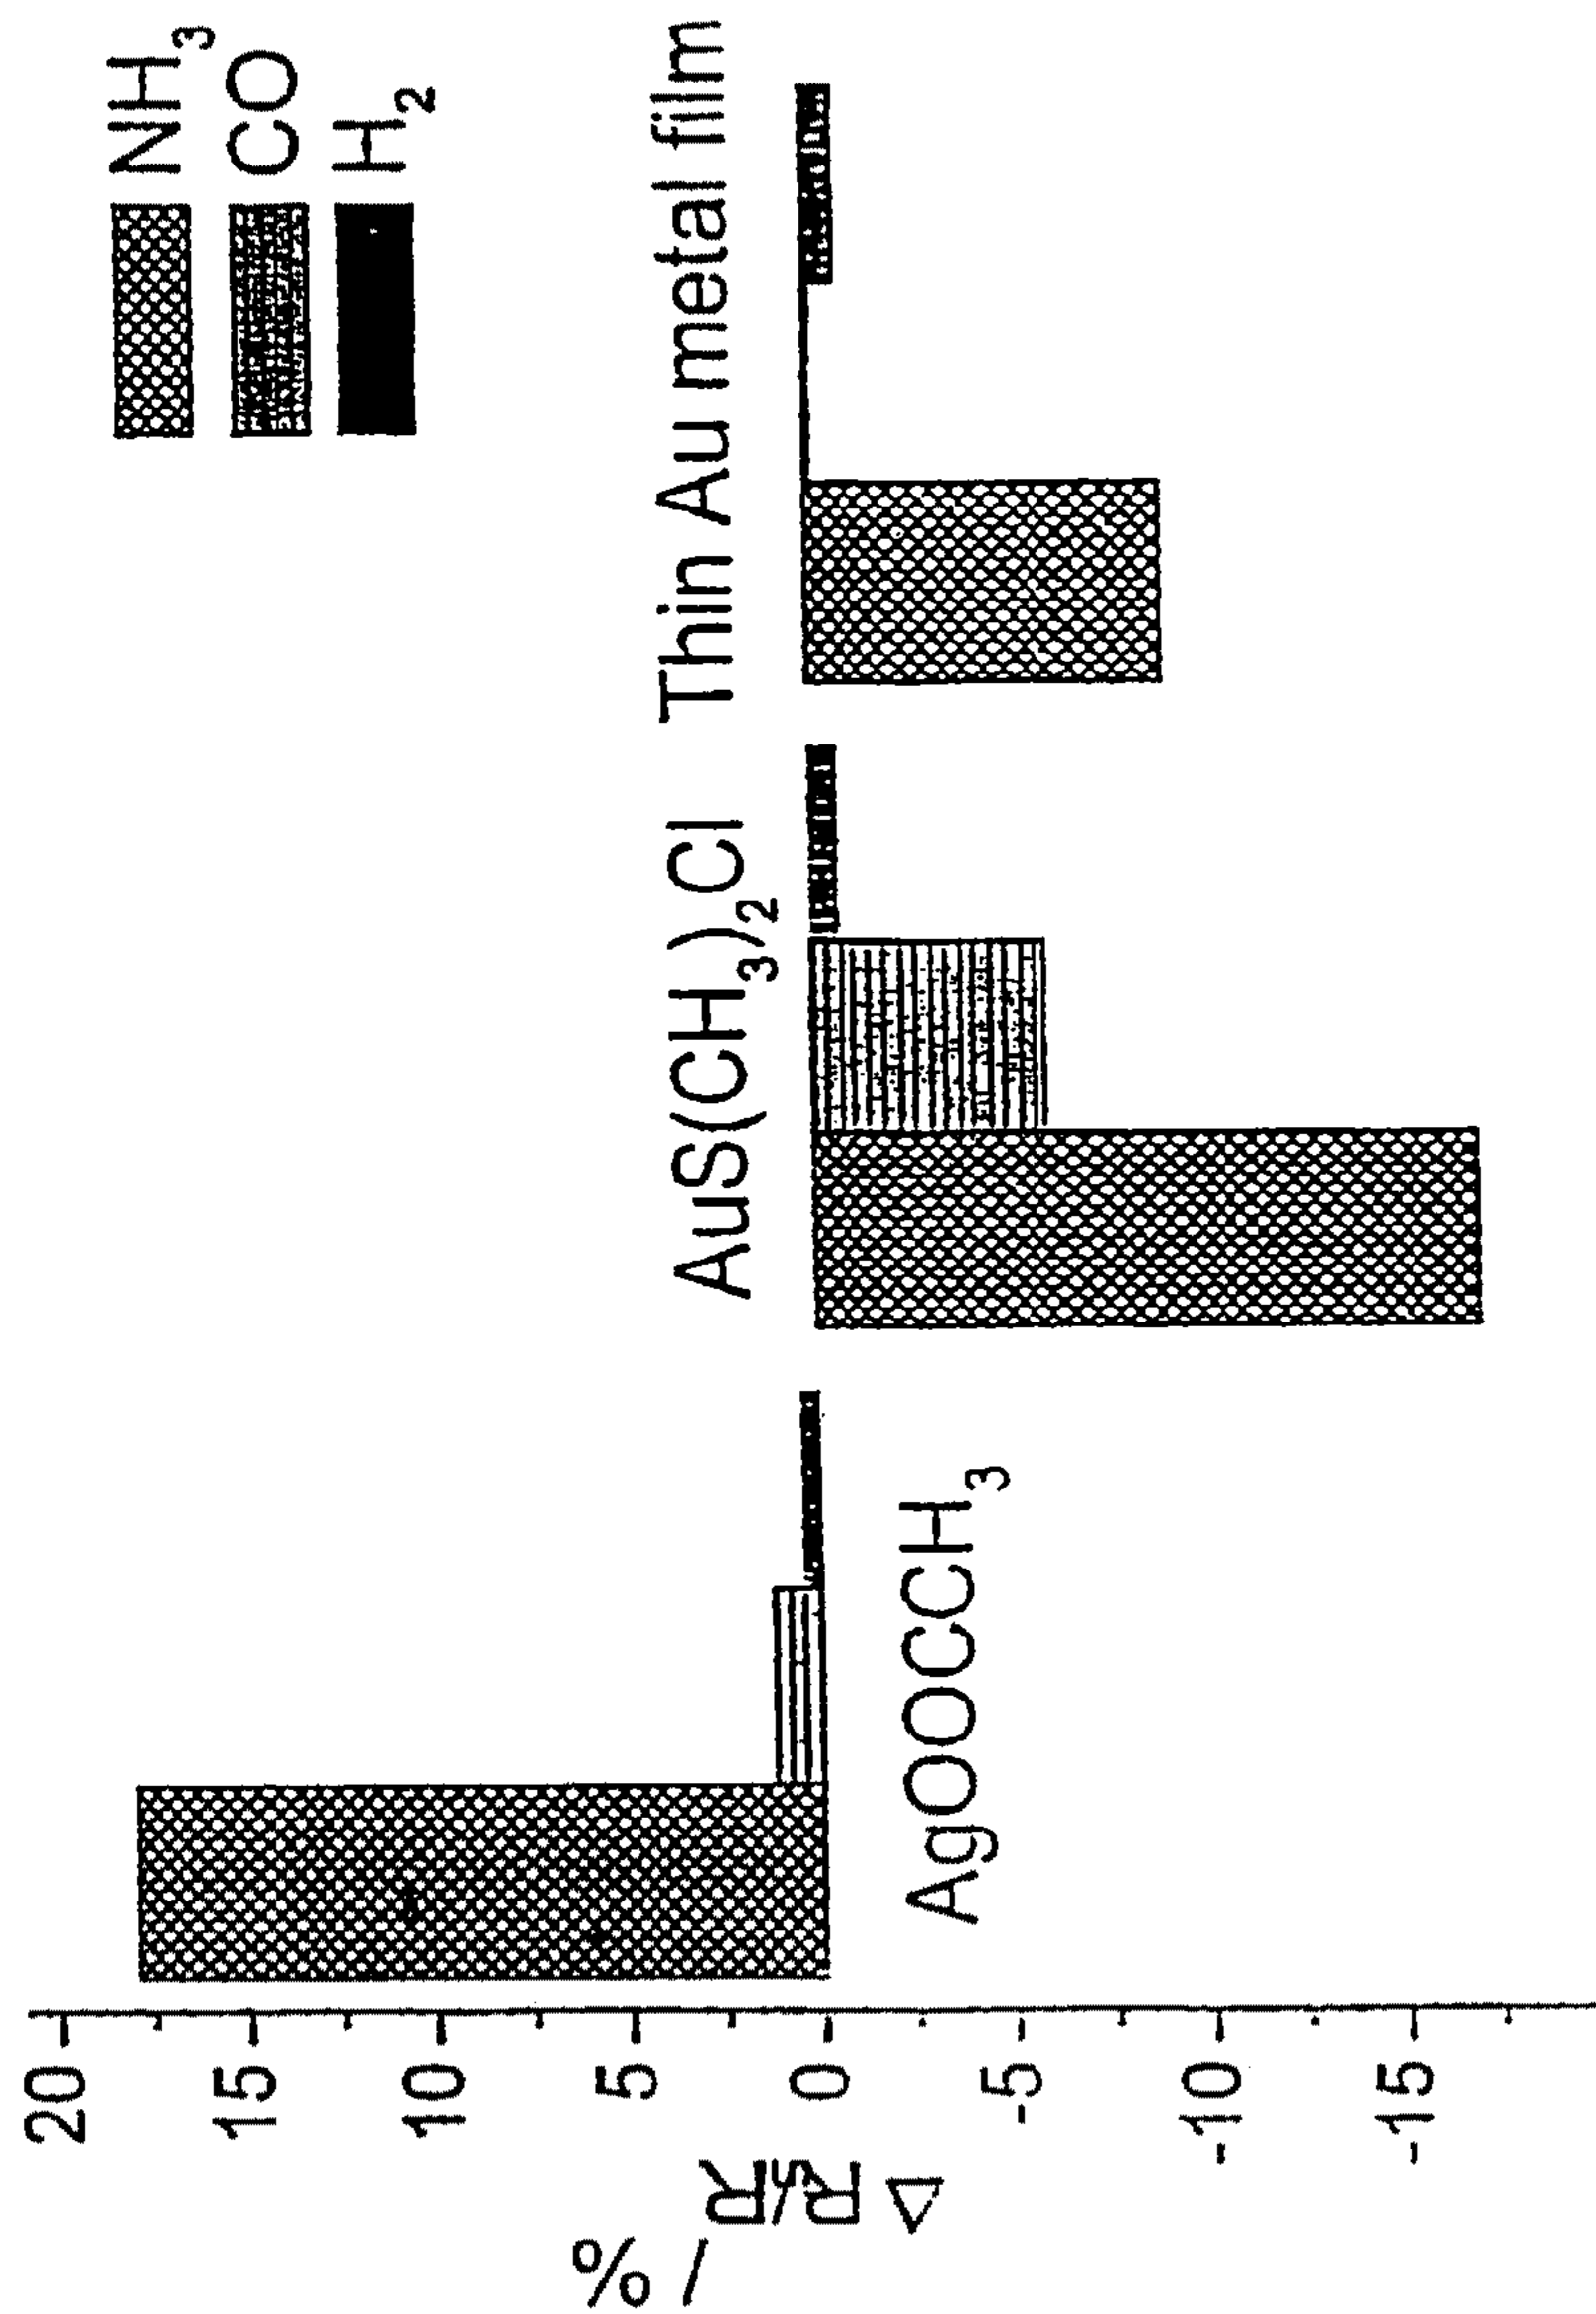 NH3
CO
H2
Thin Au metal film
AuS(CH3)2Cl
AgOOCCH3
20
15
10
5
0
-5
-10
-15
Δ R/R / %